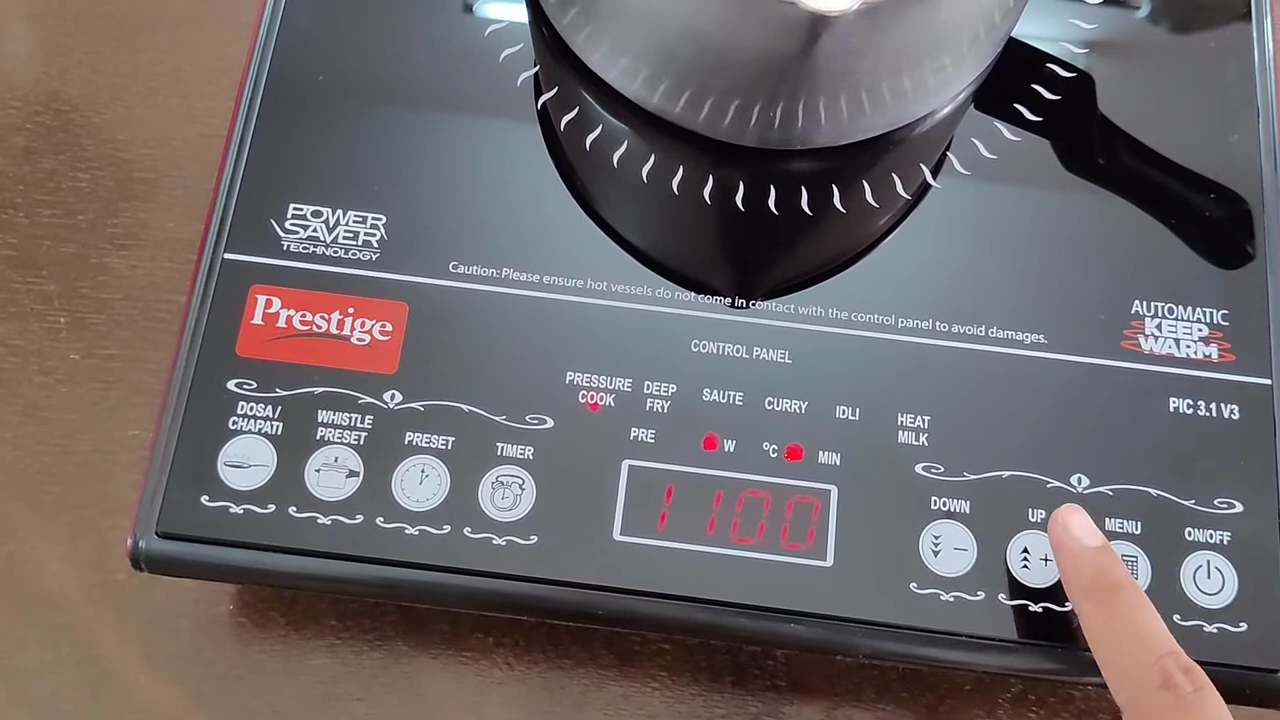 POWER
SAVER
TECHNOLOGY
Caution: Please ensure hot vessels do not come in contact with the control panel to avoid damages.
AUTOMATIC
KEEP
WARM
Prestige
CONTROL PANEL
PIC 3.1 V3
PRESSURE
COOK
DEEP
FRY
SAUTE
CURRY
IDLI
HEAT
MILK
PRE
W
°C
MIN
1100
DOSA /
CHAPATI
WHISTLE
PRESET
PRESET
TIMER
DOWN
UP
MENU
ON/OFF